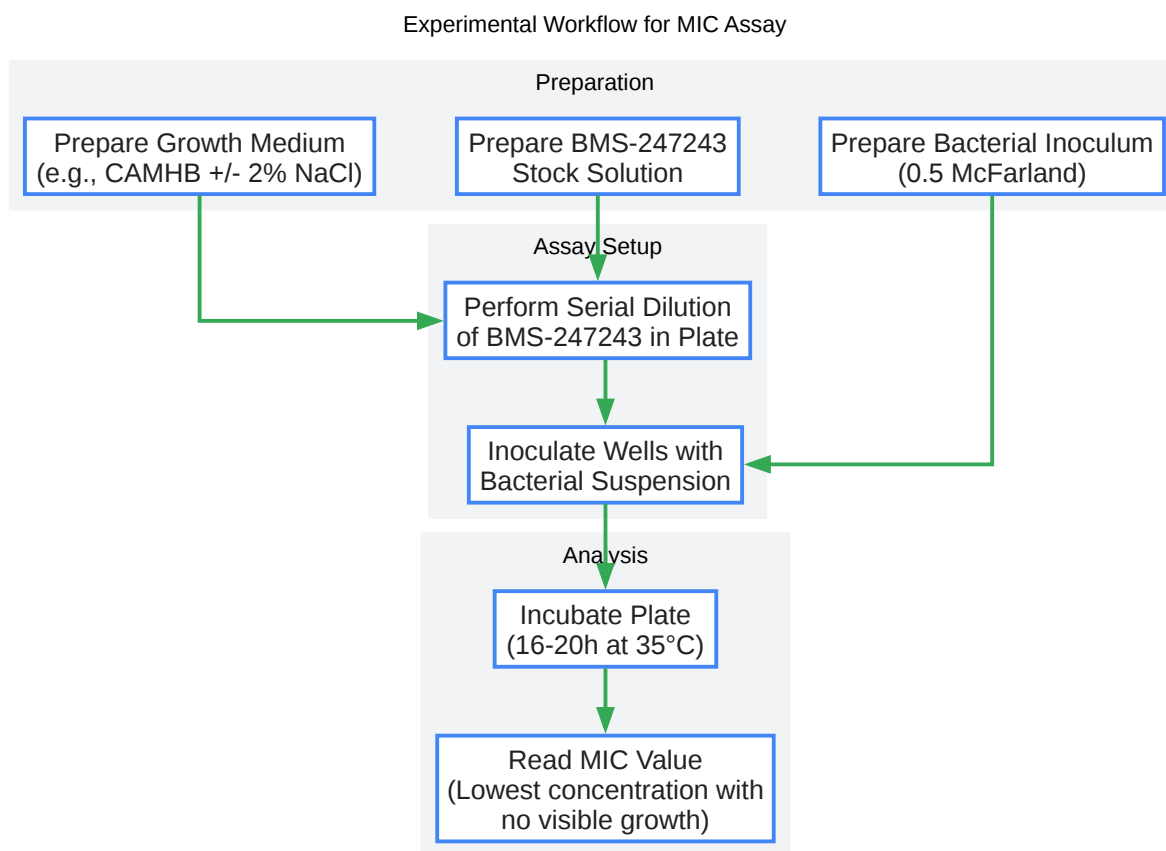 Experimental Workflow for MIC Assay
Preparation
Prepare Growth Medium
(e.g., CAMHB +/- 2% NaCl)
Prepare BMS-247243
Stock Solution
Prepare Bacterial Inoculum
(0.5 McFarland)
Assay Setup
Perform Serial Dilution
of BMS-247243 in Plate
Inoculate Wells with
Bacterial Suspension
Analysis
Incubate Plate
(16-20h at 35°C)
Read MIC Value
(Lowest concentration with
no visible growth)